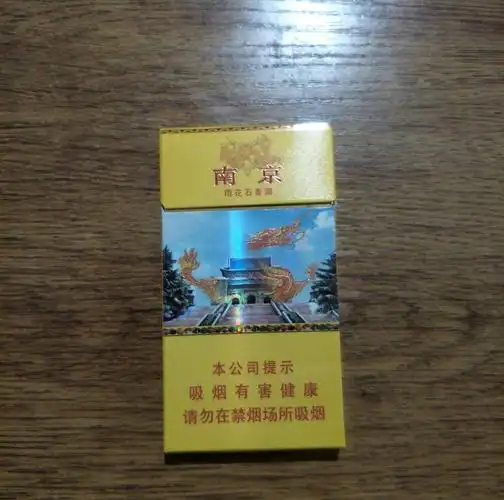 南京
雨花石香烟
本公司提示
吸烟有害健康
请勿在禁烟场所吸烟